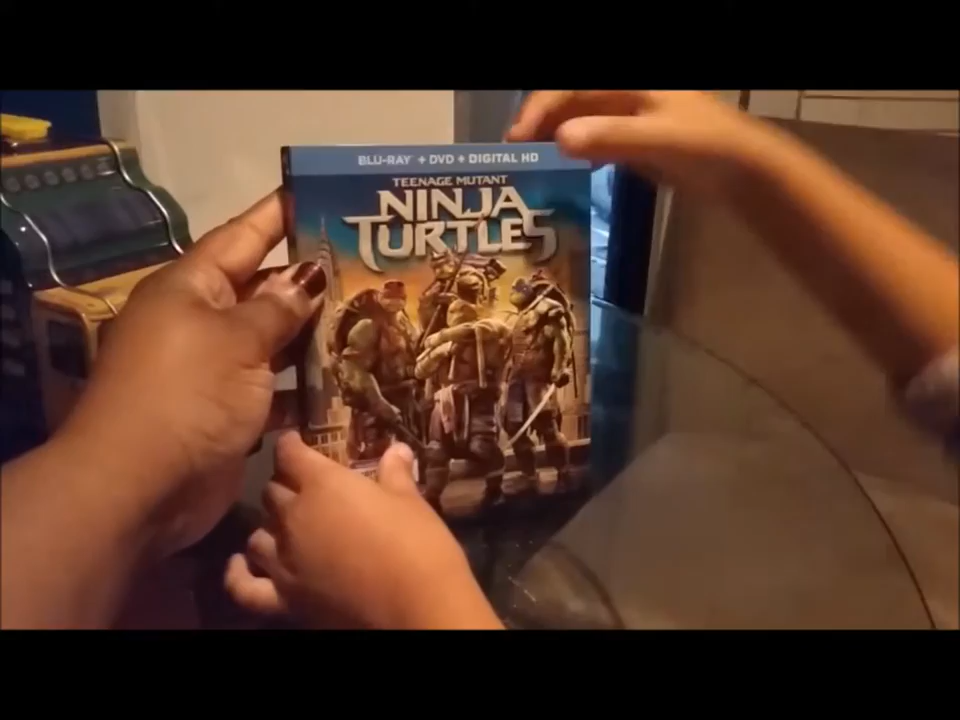 BLU-RAY + DVD + DIGITAL HD
TEENAGE MUTANT
NINJA
TURTLES